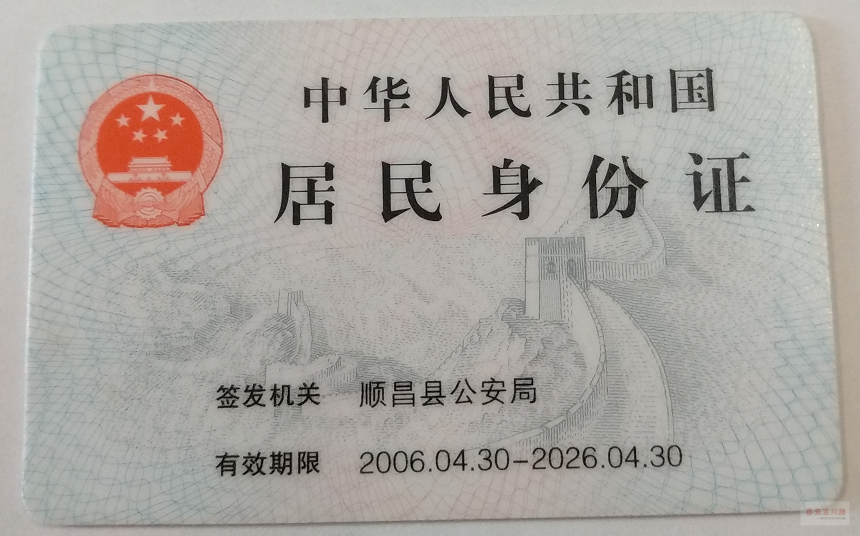 中华人民共和国
居民身份证
签发机关 顺昌县公安局
有效期限 2006.04.30-2026.04.30